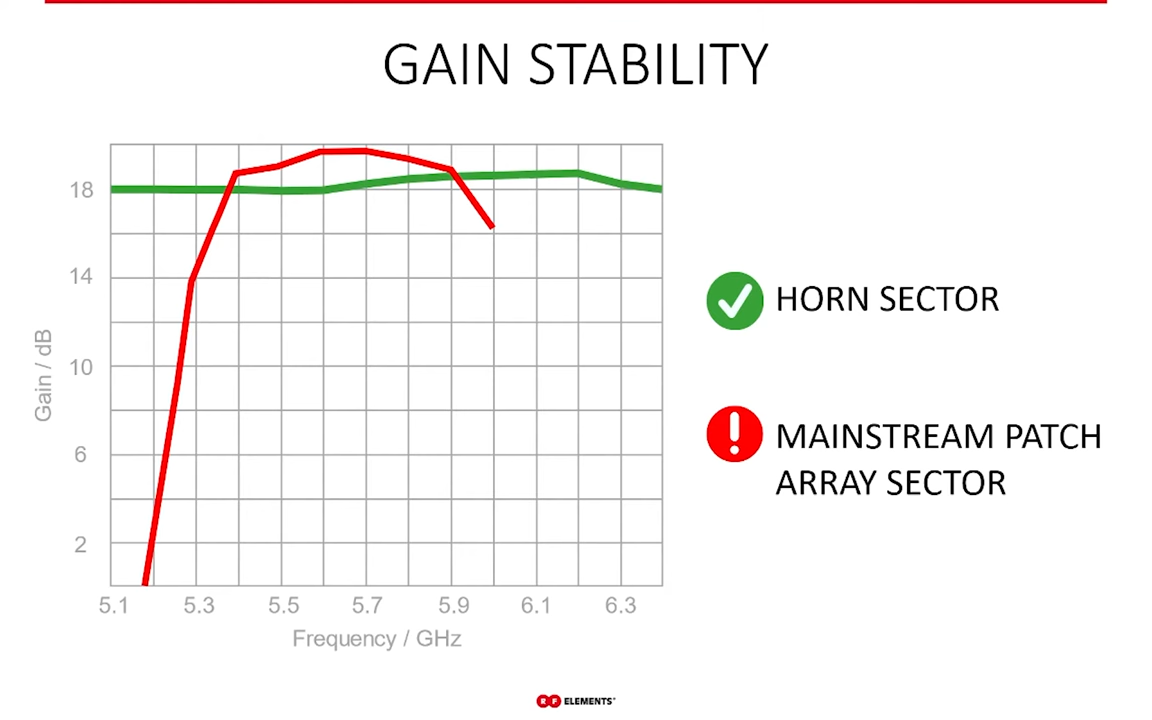 GAIN STABILITY
18
14
10
6
2
Gain / dB
5.1 5.3 5.5 5.7 5.9 6.1 6.3
Frequency / GHz
HORN SECTOR
MAINSTREAM PATCH
ARRAY SECTOR
RF ELEMENTS